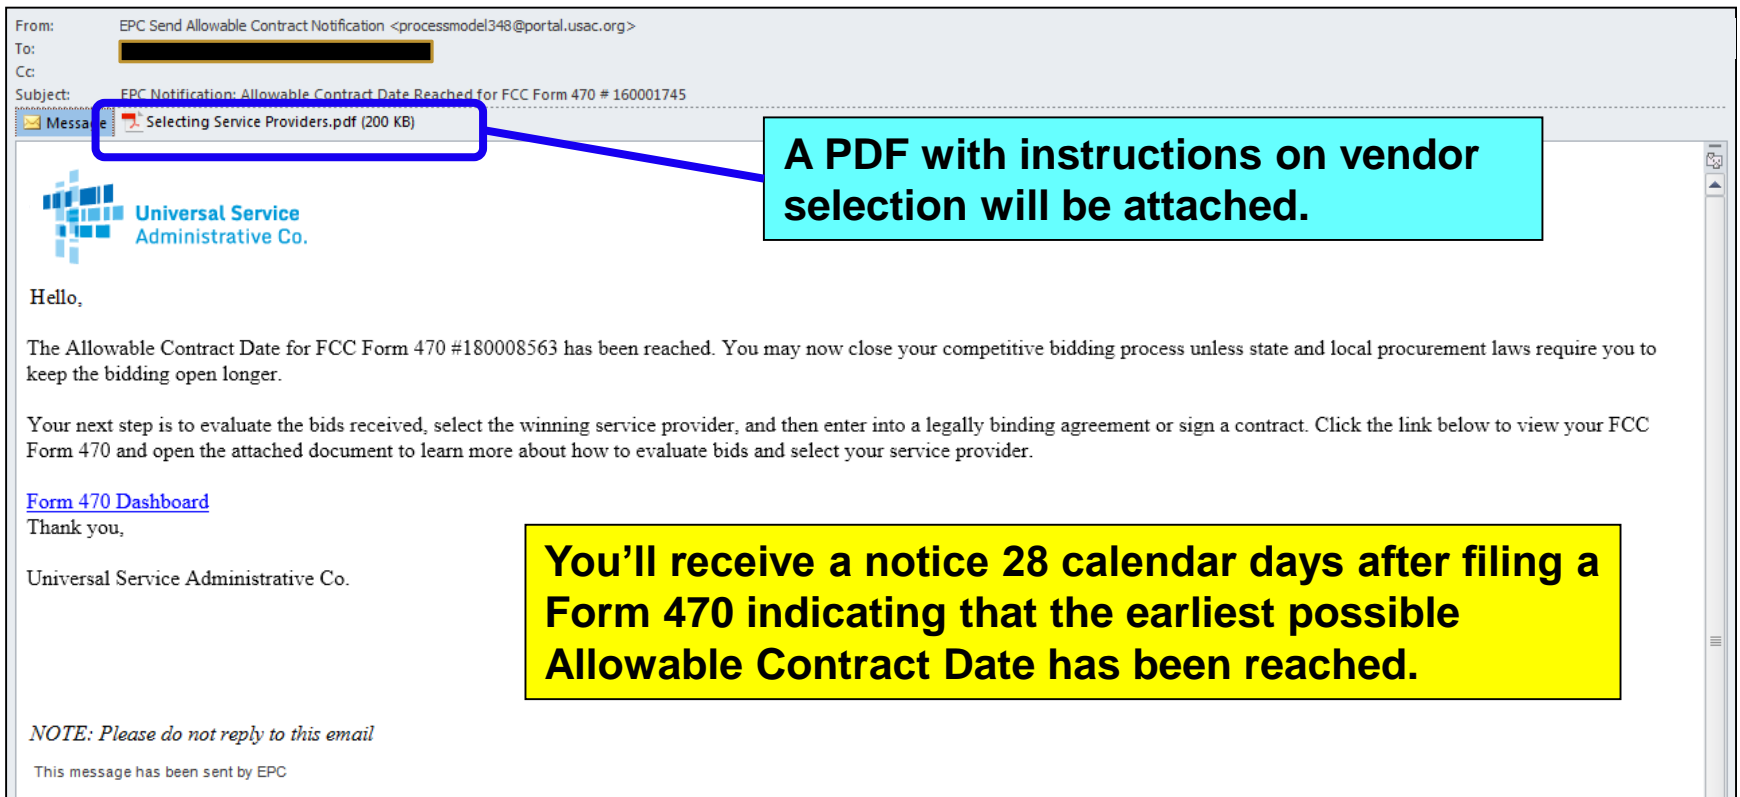 From: EPC Send Allowable Contract Notification <processmodel348@portal.usac.org>
To:
Cc:
Subject: EPC Notification: Allowable Contract Date Reached for FCC Form 470 # 160001745
Message Selecting Service Providers.pdf (200 KB)
A PDF with instructions on vendor
selection will be attached.
Universal Service
Administrative Co.
Hello,
The Allowable Contract Date for FCC Form 470 #180008563 has been reached. You may now close your competitive bidding process unless state and local procurement laws require you to
keep the bidding open longer.
Your next step is to evaluate the bids received, select the winning service provider, and then enter into a legally binding agreement or sign a contract. Click the link below to view your FCC
Form 470 and open the attached document to learn more about how to evaluate bids and select your service provider.
Form 470 Dashboard
Thank you,
Universal Service Administrative Co.
You’ll receive a notice 28 calendar days after filing a
Form 470 indicating that the earliest possible
Allowable Contract Date has been reached.
NOTE: Please do not reply to this email
This message has been sent by EPC